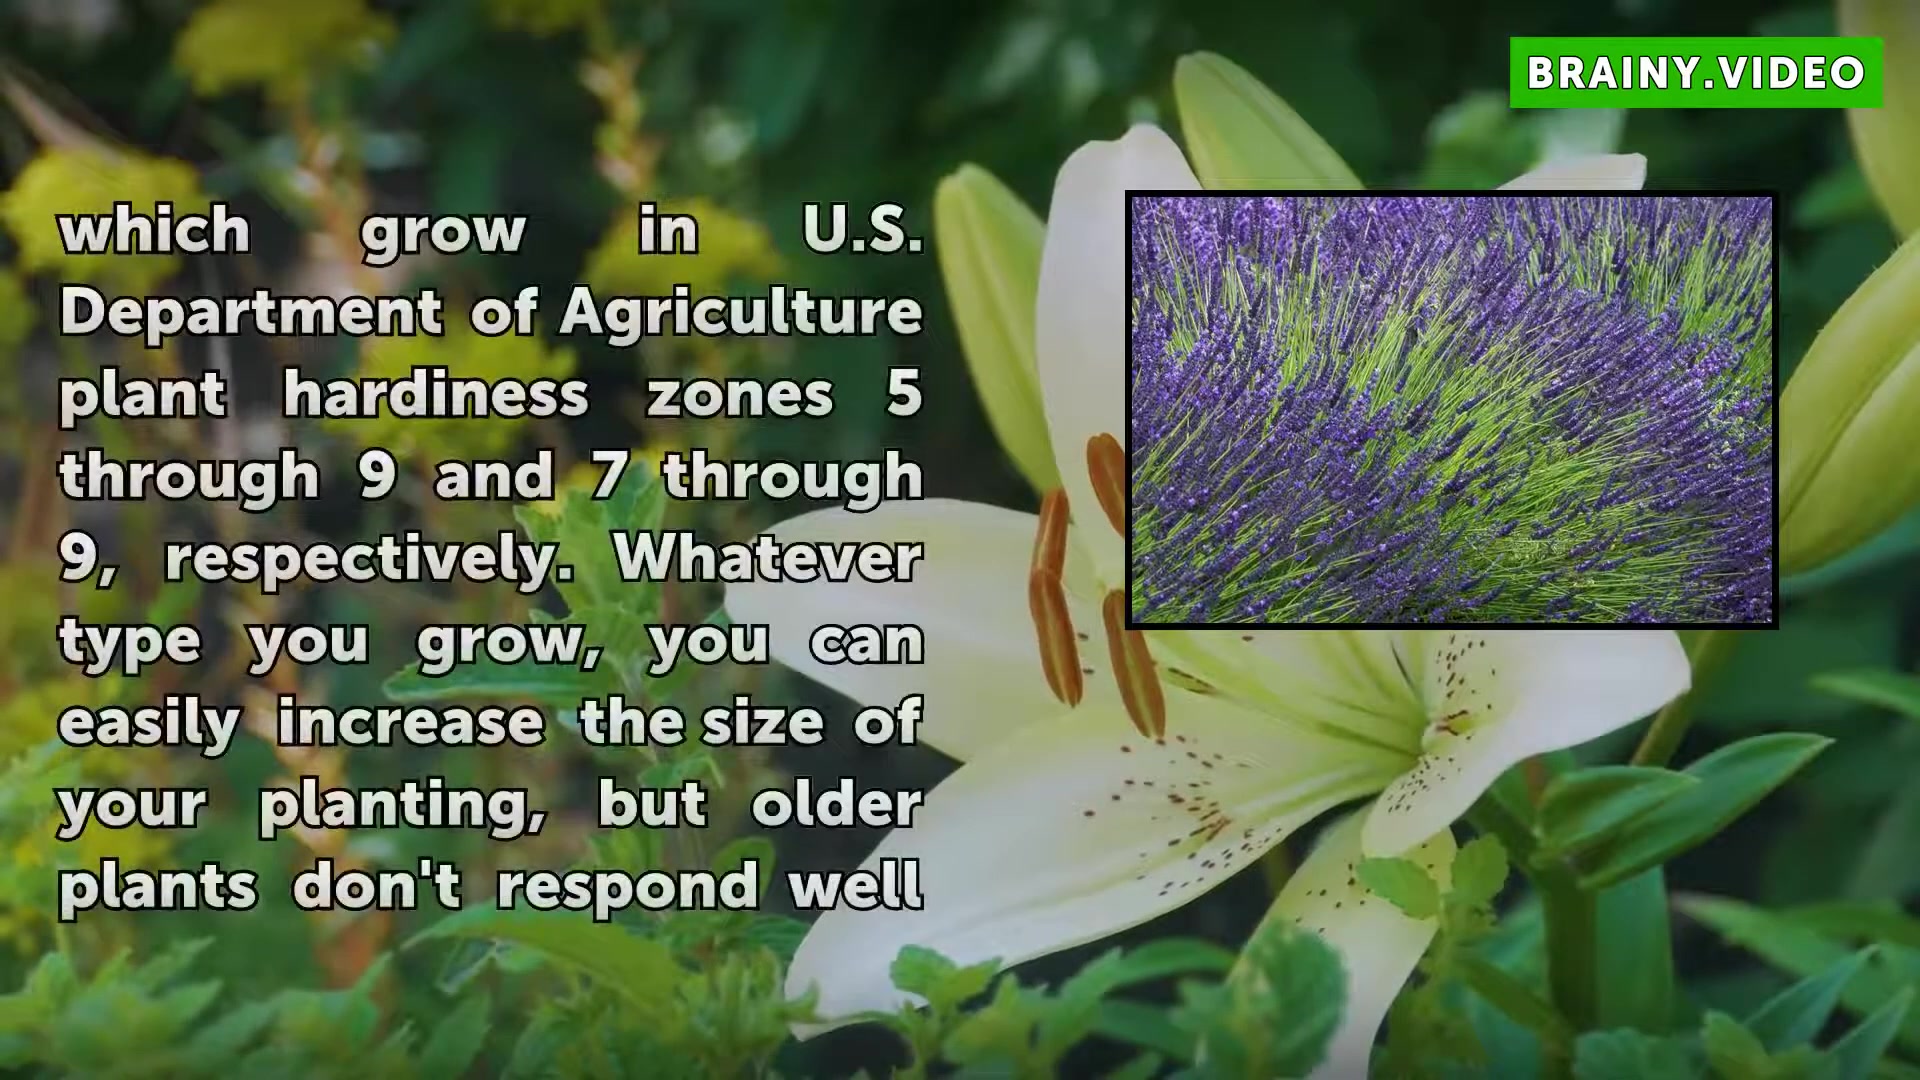 BRAINY.VIDEO
which grow in U.S.
Department of Agriculture
plant hardiness zones 5
through 9 and 7 through
9, respectively. Whatever
type you grow, you can
easily increase the size of
your planting, but older
plants don't respond well